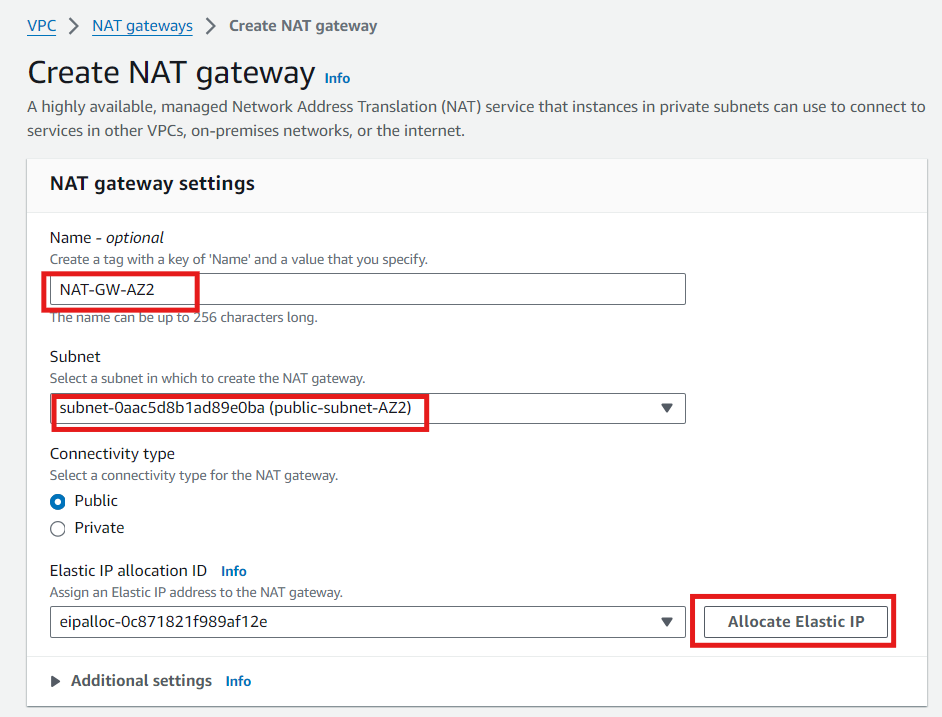 VPC > NAT gateways > Create NAT gateway
Create NAT gateway Info
A highly available, managed Network Address Translation (NAT) service that instances in private subnets can use to connect to
services in other VPCs, on-premises networks, or the internet.
NAT gateway settings
Name - optional
Create a tag with a key of 'Name' and a value that you specify.
NAT-GW-AZ2
The name can be up to 256 characters long.
Subnet
Select a subnet in which to create the NAT gateway.
subnet-0aac5d8b1ad89e0ba (public-subnet-AZ2)
Connectivity type
Select a connectivity type for the NAT gateway.
Public
Private
Elastic IP allocation ID Info
Assign an Elastic IP address to the NAT gateway.
eipalloc-0c871821f989af12e
Allocate Elastic IP
Additional settings Info